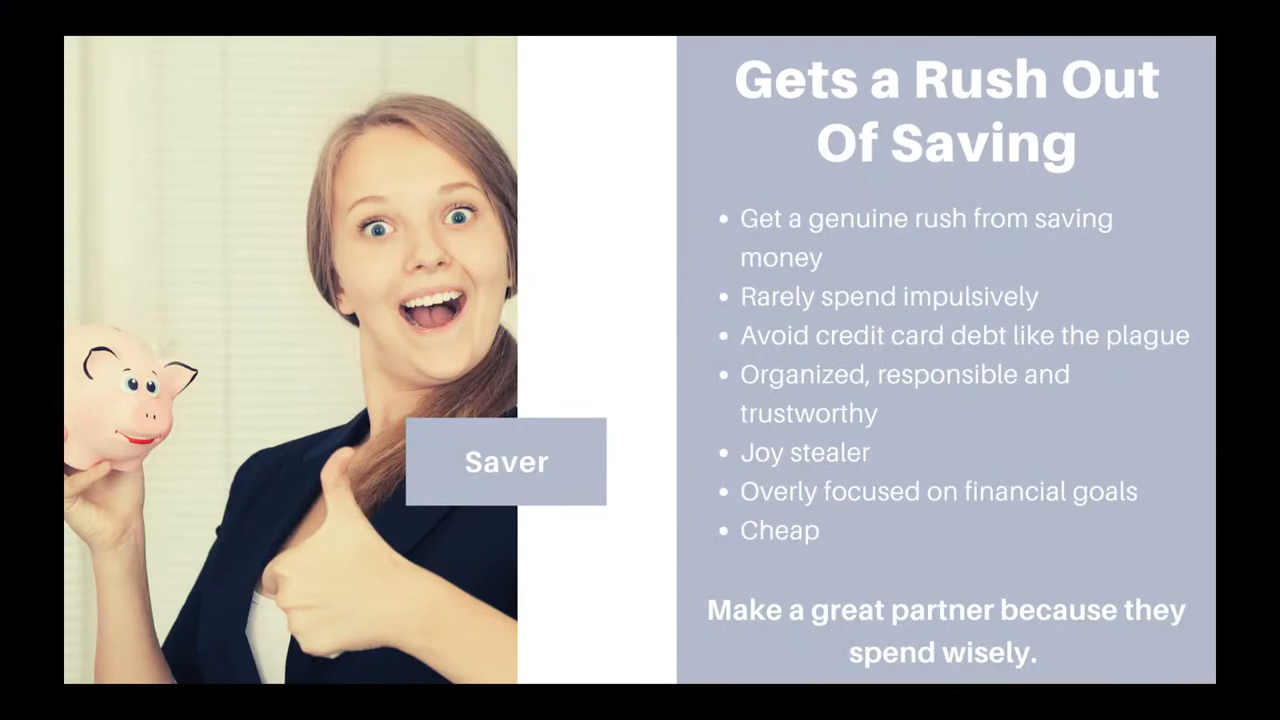 Gets a Rush Out
Of Saving
• Get a genuine rush from saving
money
• Rarely spend impulsively
• Avoid credit card debt like the plague
• Organized, responsible and
trustworthy
• Joy stealer
• Overly focused on financial goals
• Cheap
Make a great partner because they
spend wisely.
Saver